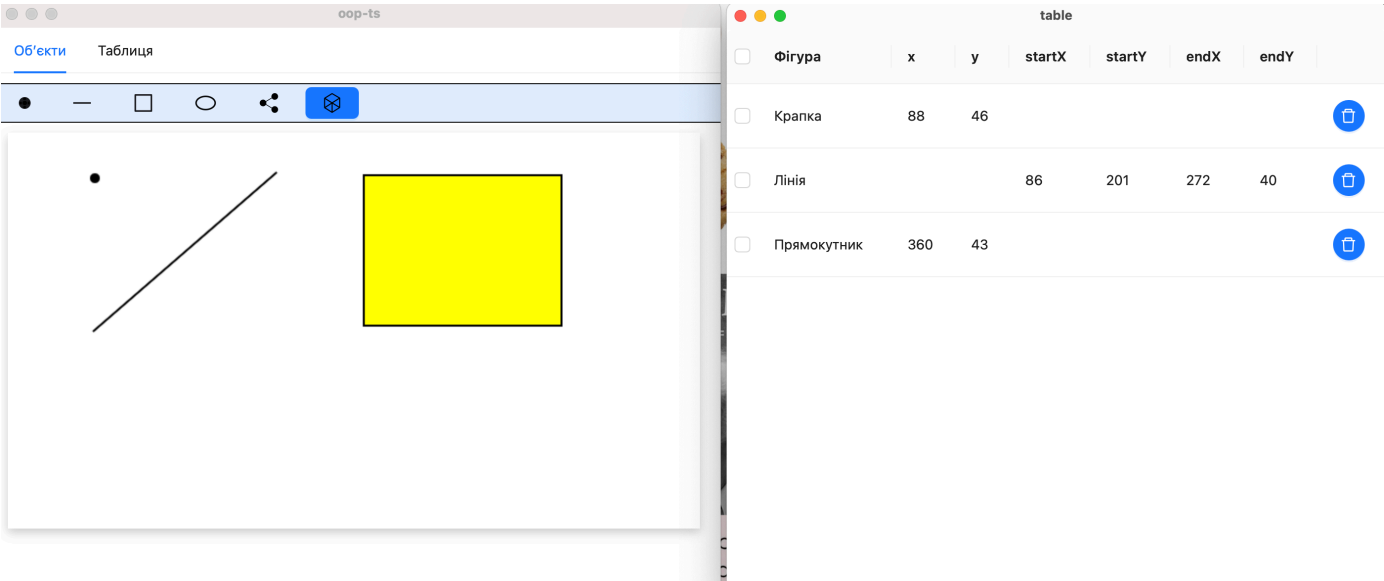 oop-ts
Об'єкти Таблиця
table
Фігура x y startX startY endX endY
Крапка 88 46
Лінія 86 201 272 40
Прямокутник 360 43